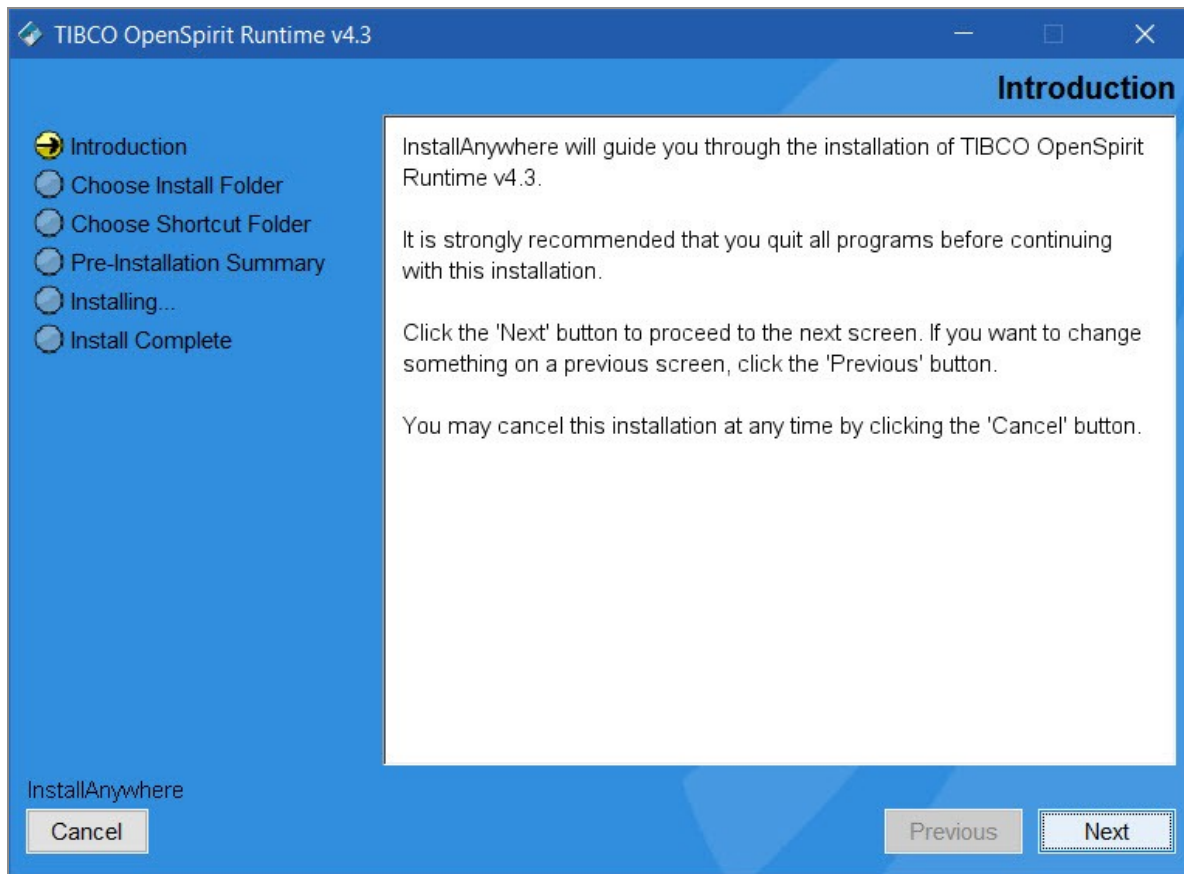 TIBCO OpenSpirit Runtime v4.3
Introduction
Introduction
Choose Install Folder
Choose Shortcut Folder
Pre-Installation Summary
Installing...
Install Complete
InstallAnywhere will guide you through the installation of TIBCO OpenSpirit
Runtime v4.3.
It is strongly recommended that you quit all programs before continuing
with this installation.
Click the 'Next' button to proceed to the next screen. If you want to change
something on a previous screen, click the 'Previous' button.
You may cancel this installation at any time by clicking the 'Cancel' button.
InstallAnywhere
Cancel
Previous
Next